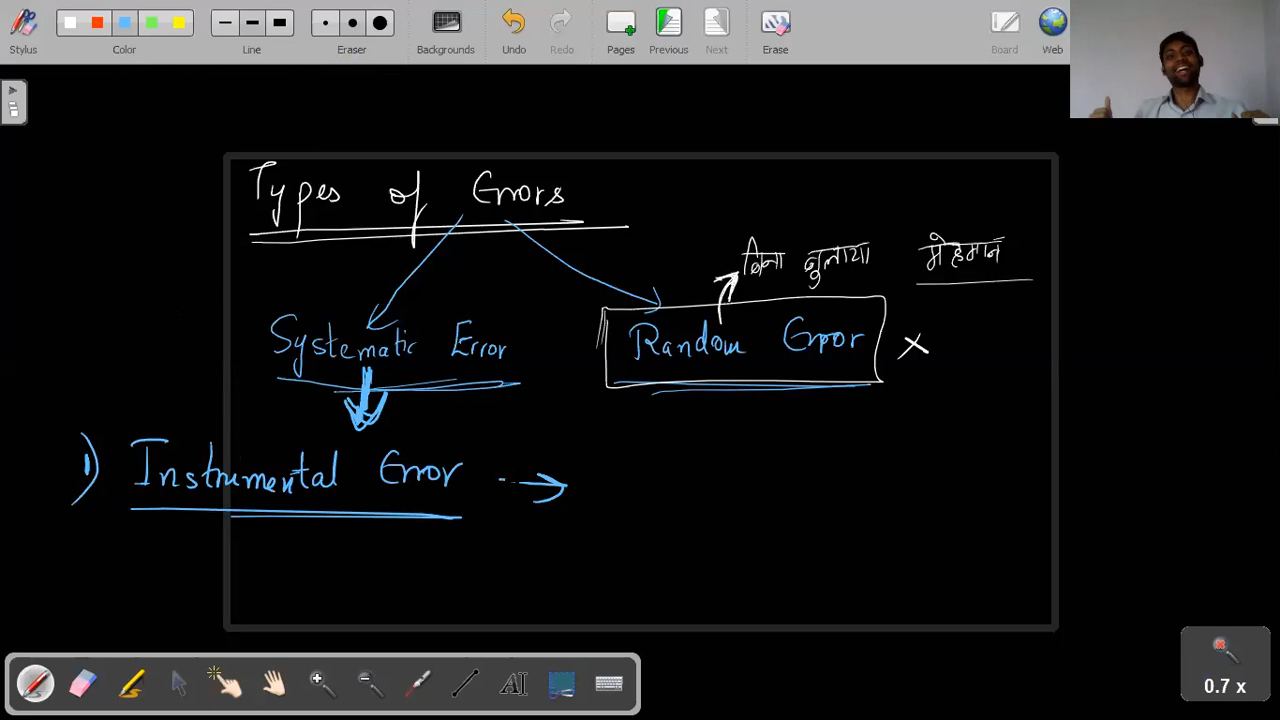 Stylus Color Line Eraser Backgrounds Undo Redo Pages Previous Next Erase Board Web
Types of Errors
बिना बुलाया मेहमान
Systematic Error Random Error ×
1) Instrumental Error →
AI
0.7 x